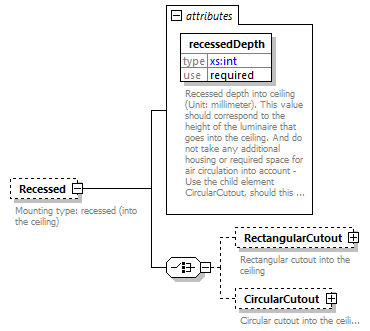 attributes
recessedDepth
type xs:int
use required
Recessed depth into ceiling
(Unit: millimeter). This value
should correspond to the
height of the luminaire that
goes into the ceiling. And do
not take any additional
housing or required space for
air circulation into account -
Use the child element
CircularCutout, should this ...
Recessed
Mounting type: recessed (into
the ceiling)
RectangularCutout
Rectangular cutout into the
ceiling
CircularCutout
Circular cutout into the ceili...